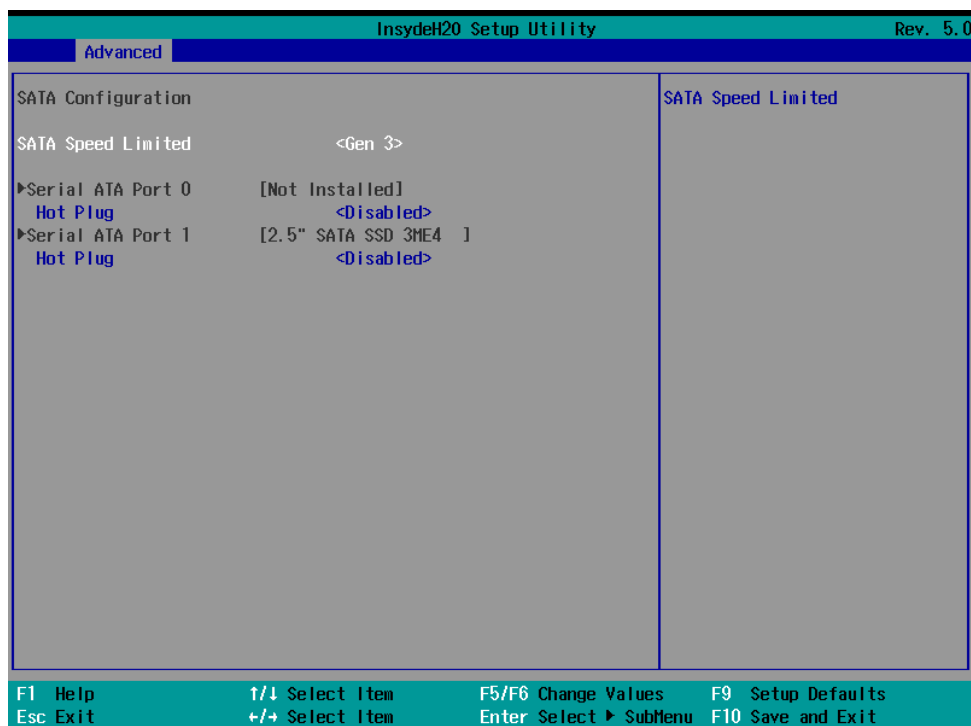 InsydeH20 Setup Utility Rev. 5.0
Advanced
SATA Configuration
SATA Speed Limited
SATA Speed Limited <Gen 3>
▶Serial ATA Port 0 [Not Installed]
Hot Plug <Disabled>
▶Serial ATA Port 1 [2.5" SATA SSD 3ME4 ]
Hot Plug <Disabled>
F1 Help ↑/↓ Select Item F5/F6 Change Values F9 Setup Defaults
Esc Exit ←/→ Select Item Enter Select ▶ SubMenu F10 Save and Exit